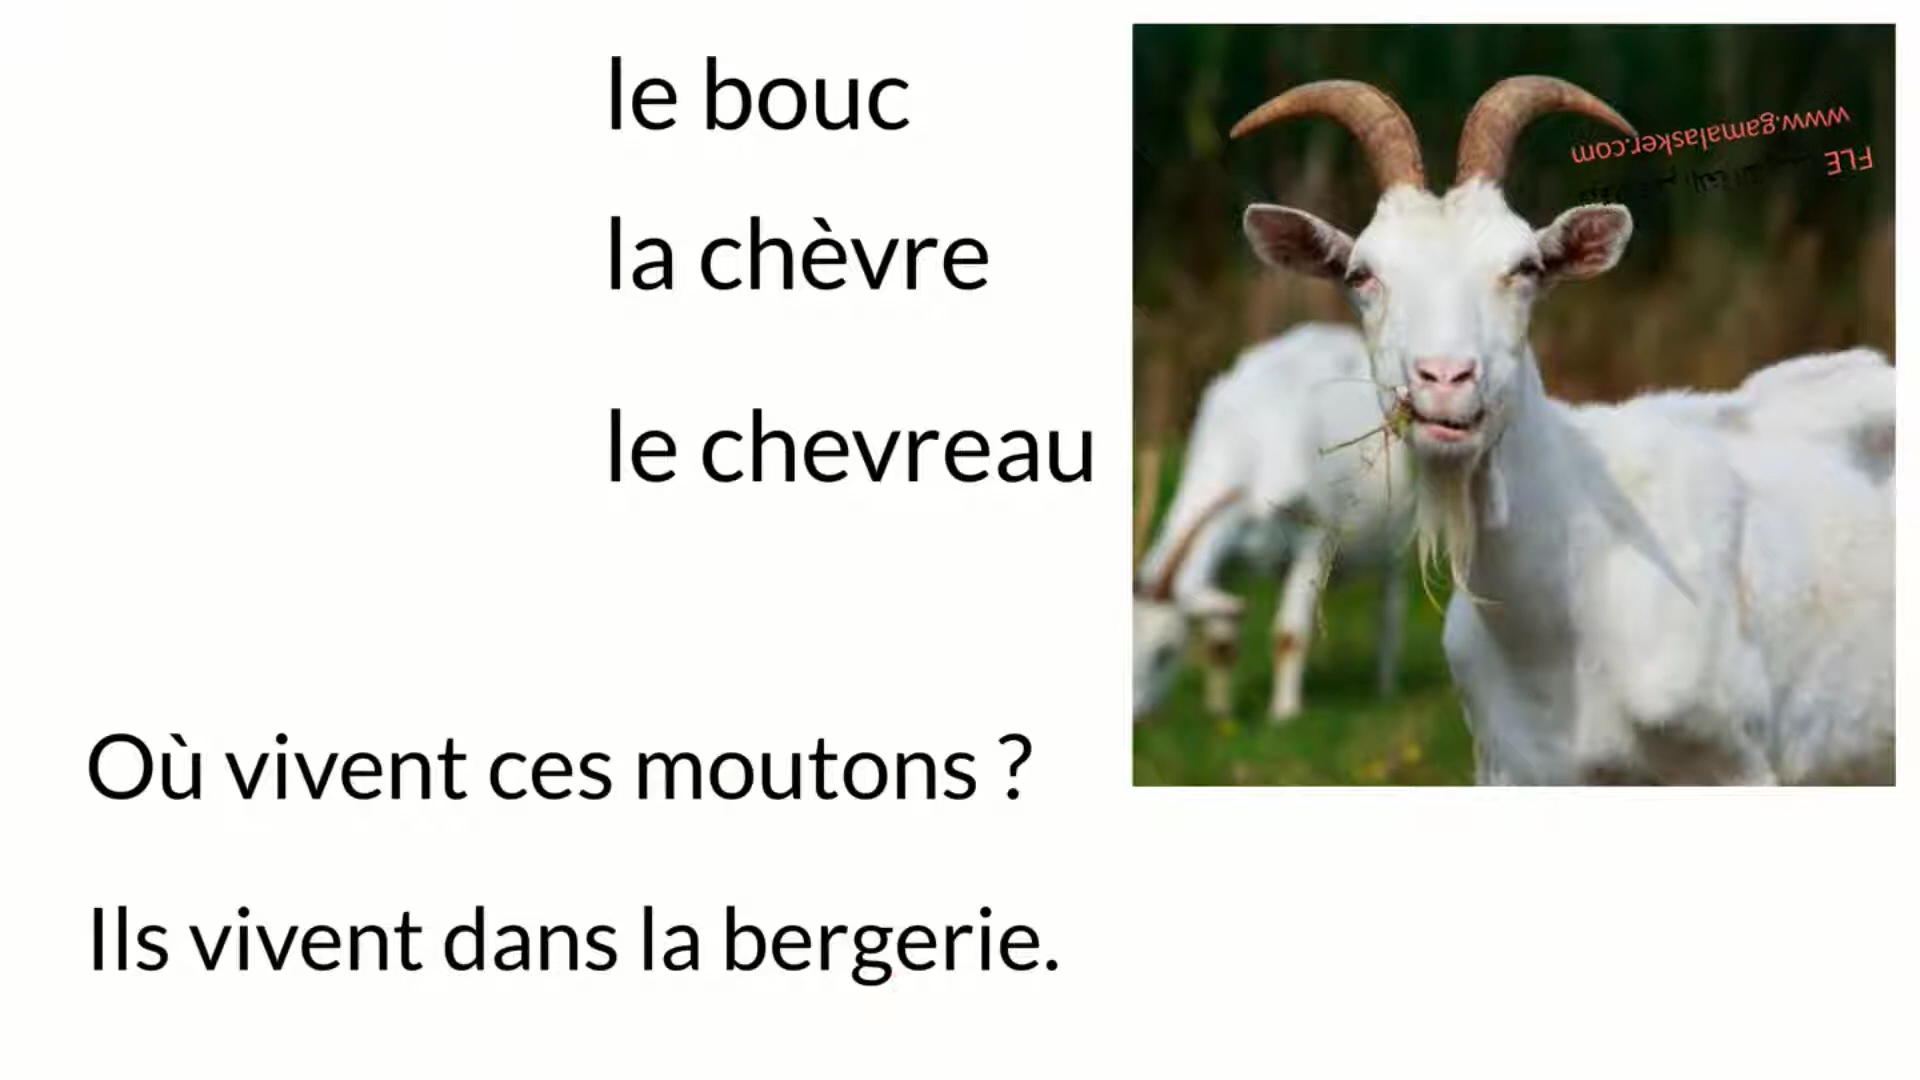 le bouc
la chèvre
le chevreau
Où vivent ces moutons ?
Ils vivent dans la bergerie.
www.gamalasker.com
FLE